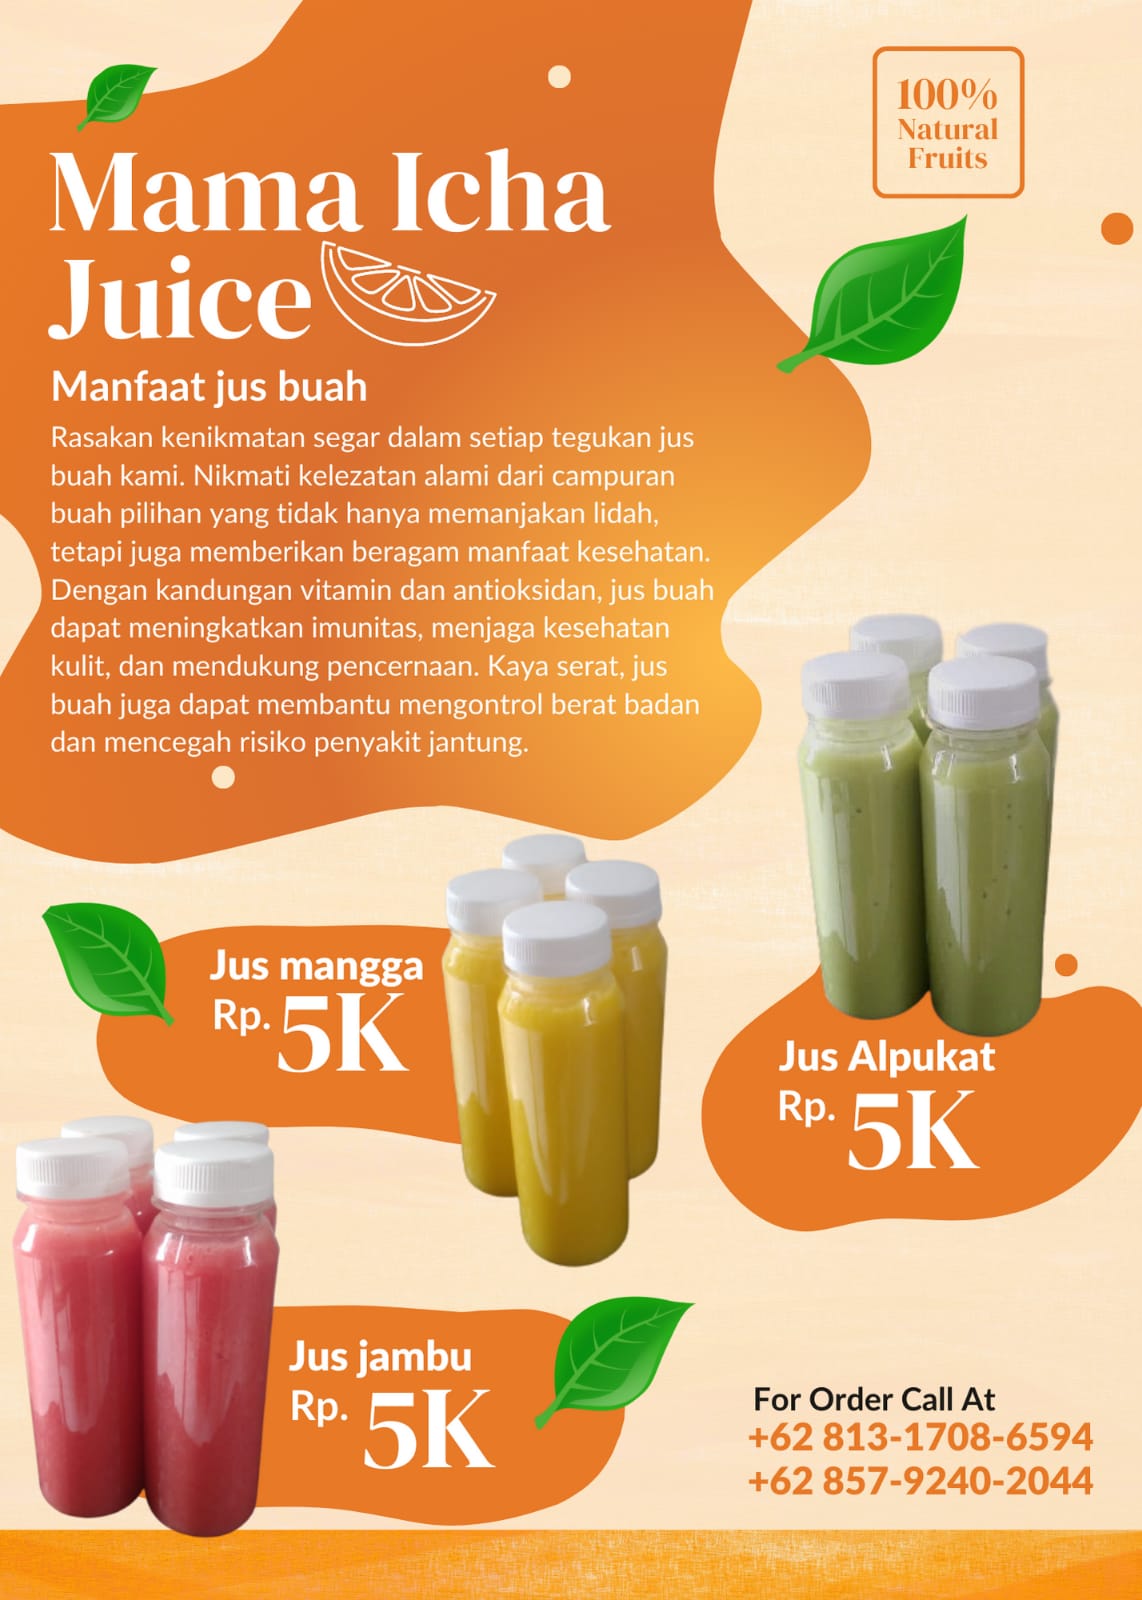 100%
Natural
Fruits
Mama Icha
Juice
Manfaat jus buah
Rasakan kenikmatan segar dalam setiap tegukan jus
buah kami. Nikmati kelezatan alami dari campuran
buah pilihan yang tidak hanya memanjakan lidah,
tetapi juga memberikan beragam manfaat kesehatan.
Dengan kandungan vitamin dan antioksidan, jus buah
dapat meningkatkan imunitas, menjaga kesehatan
kulit, dan mendukung pencernaan. Kaya serat, jus
buah juga dapat membantu mengontrol berat badan
dan mencegah risiko penyakit jantung.
Jus mangga
Rp. 5K
Jus Alpukat
Rp. 5K
Jus jambu
Rp. 5K
For Order Call At
+62 813-1708-6594
+62 857-9240-2044